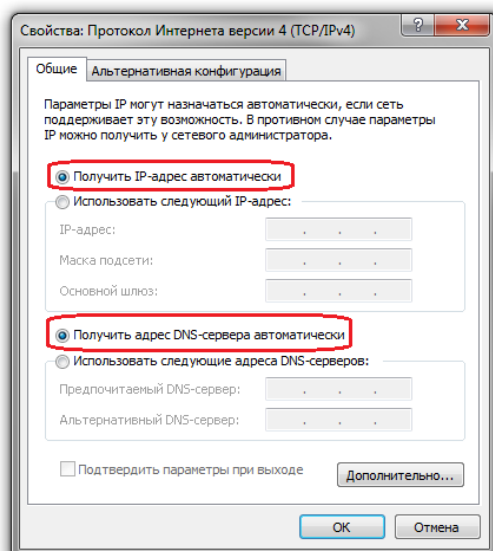 Свойства: Протокол Интернета версии 4 (TCP/IPv4)
Общие
Альтернативная конфигурация
Параметры IP могут назначаться автоматически, если сеть
поддерживает эту возможность. В противном случае параметры
IP можно получить у сетевого администратора.
Получить IP-адрес автоматически
Использовать следующий IP-адрес:
IP-адрес:
Маска подсети:
Основной шлюз:
Получить адрес DNS-сервера автоматически
Использовать следующие адреса DNS-серверов:
Предпочитаемый DNS-сервер:
Альтернативный DNS-сервер:
Подтвердить параметры при выходе
Дополнительно...
ОК
Отмена